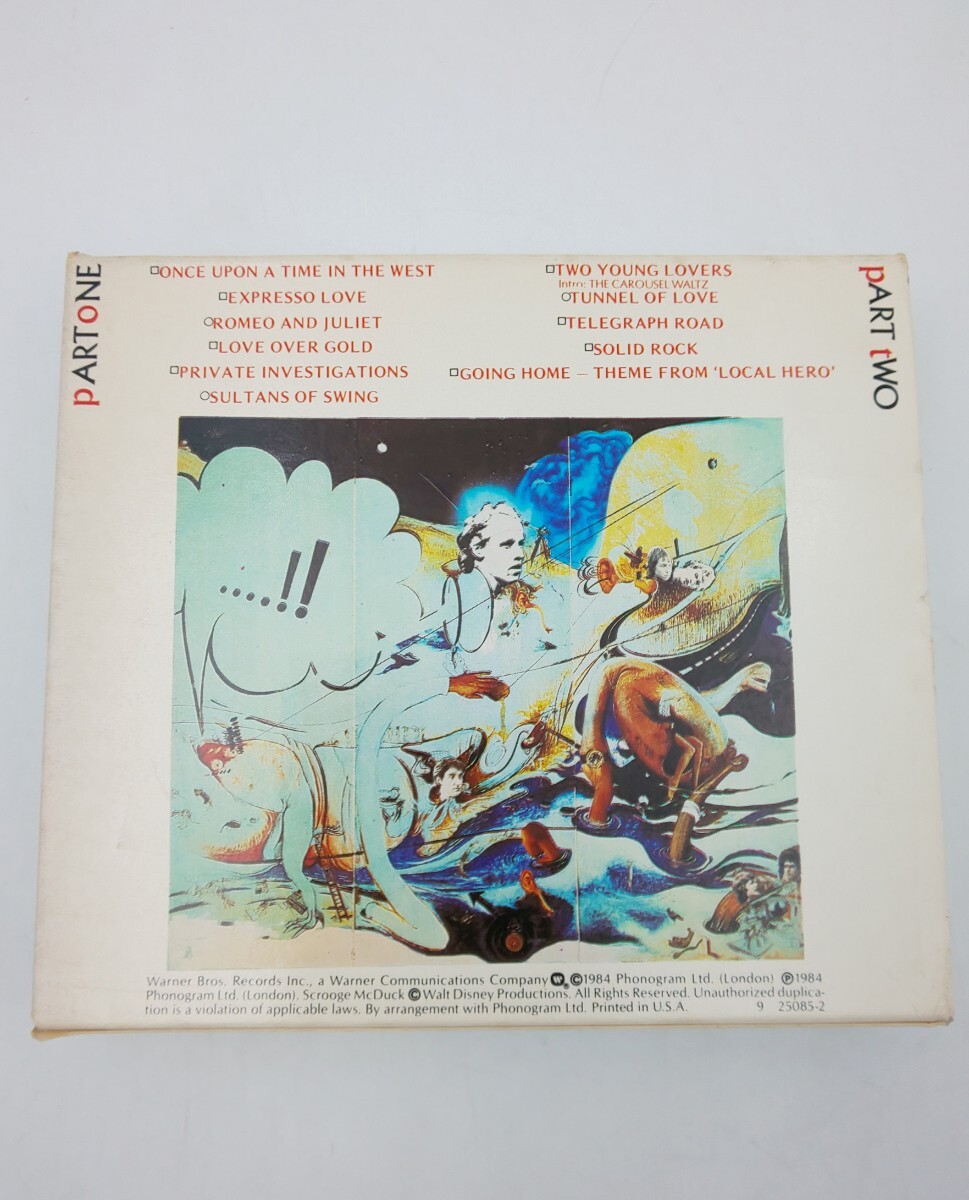 pARToNE
□ONCE UPON A TIME IN THE WEST
□EXPRESSO LOVE
○ROMEO AND JULIET
□LOVE OVER GOLD
□PRIVATE INVESTIGATIONS
○SULTANS OF SWING
□TWO YOUNG LOVERS
Intro: THE CAROUSEL WALTZ
○TUNNEL OF LOVE
□TELEGRAPH ROAD
□SOLID ROCK
□GOING HOME – THEME FROM ‘LOCAL HERO’
pART tWO
....!!
Warner Bros. Records Inc., a Warner Communications Company W. ©1984 Phonogram Ltd. (London) ℗1984
Phonogram Ltd. (London). Scrooge McDuck © Walt Disney Productions. All Rights Reserved. Unauthorized duplica-
tion is a violation of applicable laws. By arrangement with Phonogram Ltd. Printed in U.S.A. 9 25085-2